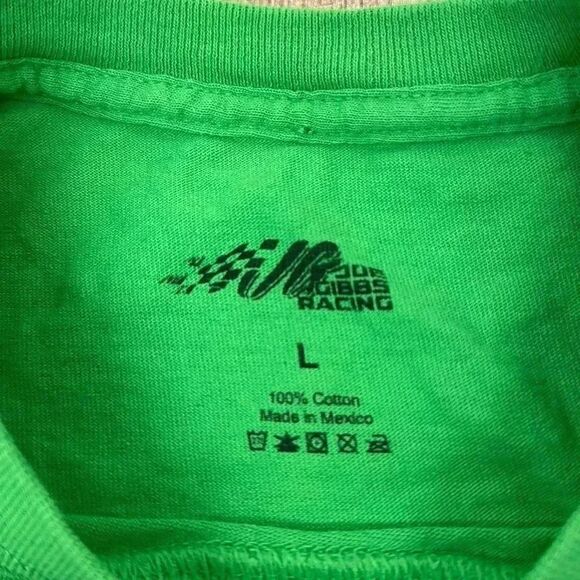 JOE
GIBBS
RACING
L
100% Cotton
Made in Mexico